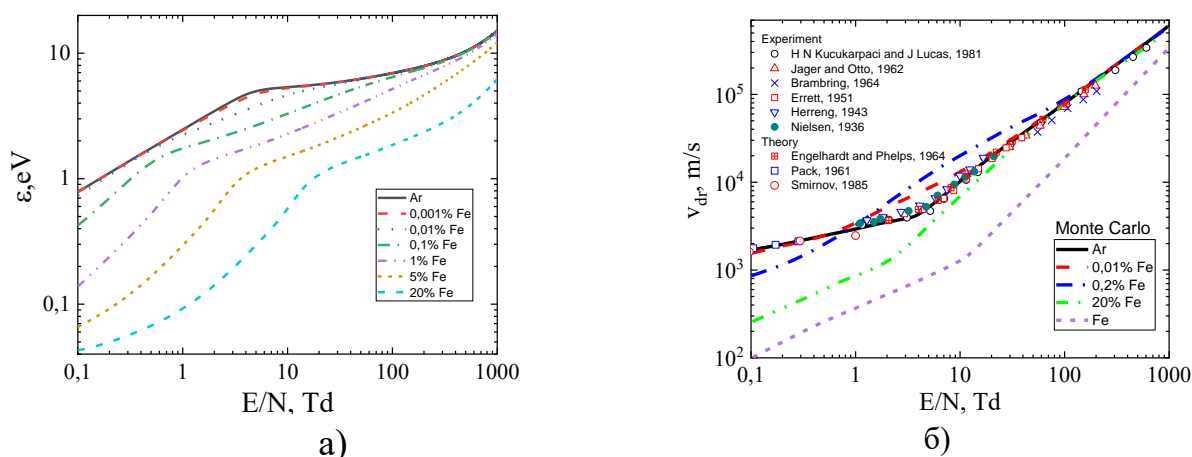 ε,eV
10
1
0,1
0,1
1
10
100
1000
E/N, Td
Ar
0,001% Fe
0,01% Fe
0,1% Fe
1% Fe
5% Fe
20% Fe
а)
v_dr, m/s
10^5
10^4
10^3
10^2
0,1
1
10
100
1000
E/N, Td
Experiment
H N Kucukarpaci and J Lucas, 1981
Jager and Otto, 1962
Brambring, 1964
Errett, 1951
Herreng, 1943
Nielsen, 1936
Theory
Engelhardt and Phelps, 1964
Pack, 1961
Smirnov, 1985
Monte Carlo
Ar
0,01% Fe
0,2% Fe
20% Fe
Fe
б)